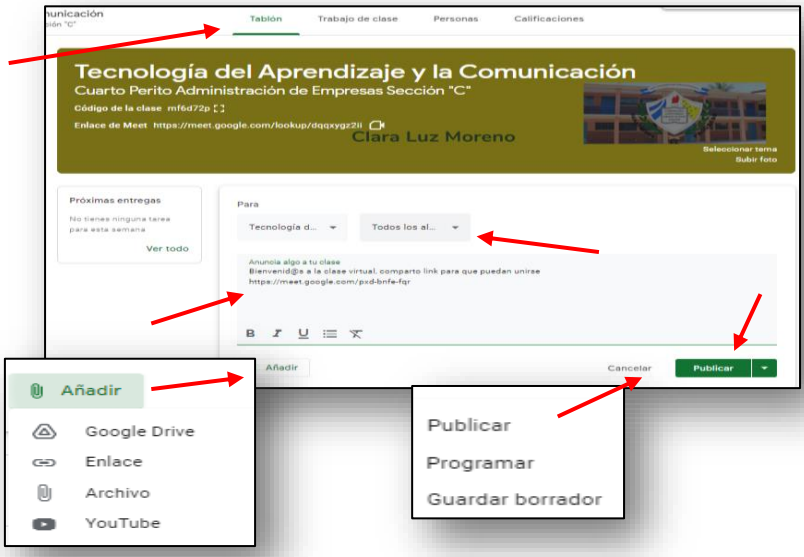 unicación
ión "C"
Tablón Trabajo de clase Personas Calificaciones
Tecnología del Aprendizaje y la Comunicación
Cuarto Perito Administración de Empresas Sección "C"
Código de la clase mf6d72p
Enlace de Meet https://meet.google.com/lookup/dqqxygz2ii
Clara Luz Moreno
Seleccionar tema
Subir foto
Próximas entregas
No tienes ninguna tarea
para esta semana
Ver todo
Para
Tecnología d... Todos los al...
Anuncia algo a tu clase
Bienvenid@s a la clase virtual, comparto link para que puedan unirse
https://meet.google.com/pxd-bnfe-fqr
B I U
Añadir Cancelar Publicar
Añadir
Google Drive
Enlace
Archivo
YouTube
Publicar
Programar
Guardar borrador